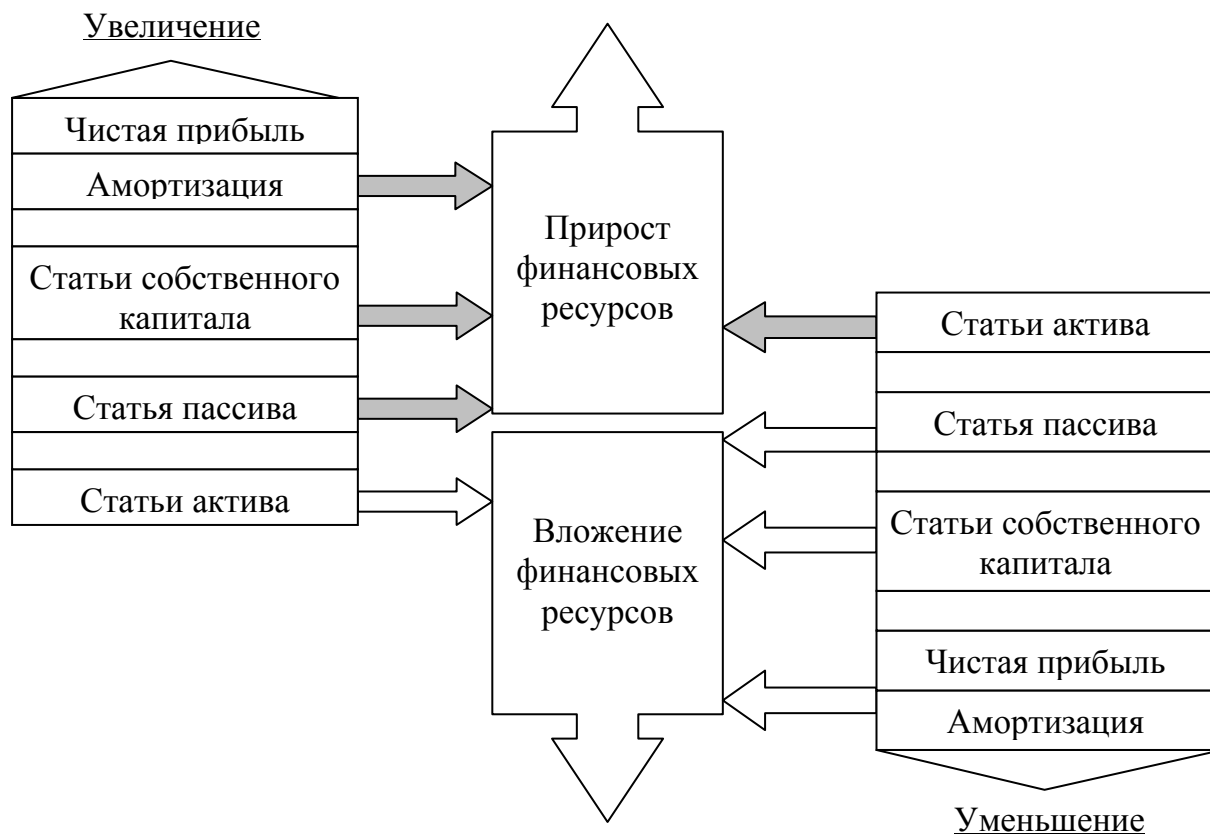 Увеличение
Чистая прибыль
Амортизация
Статьи собственного
капитала
Статья пассива
Статьи актива
Прирост
финансовых
ресурсов
Вложение
финансовых
ресурсов
Статьи актива
Статья пассива
Статьи собственного
капитала
Чистая прибыль
Амортизация
Уменьшение